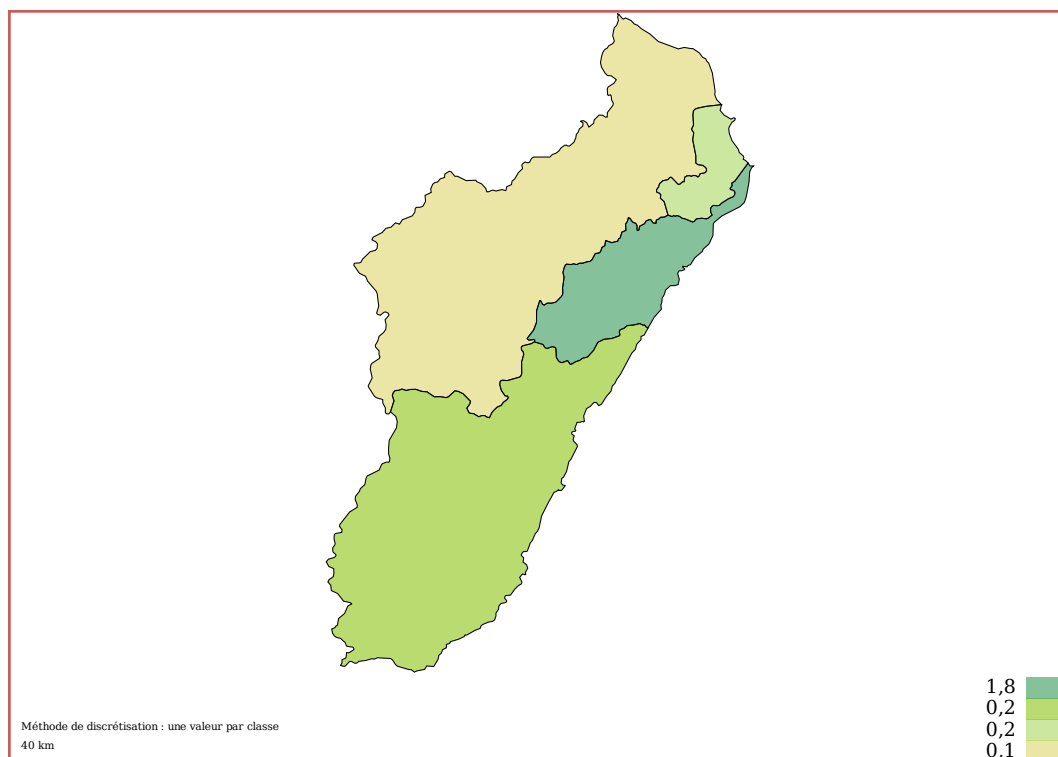 1,8
0,2
0,2
0,1
Méthode de discrétisation : une valeur par classe
40 km